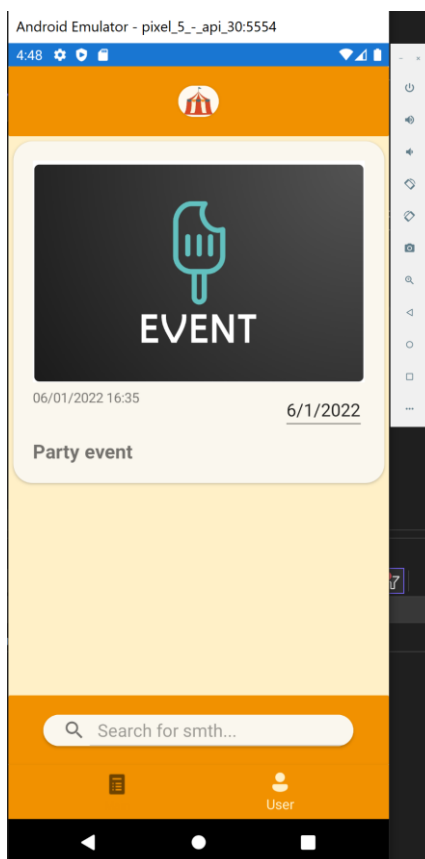 Android Emulator - pixel_5_-_api_30:5554
4:48
EVENT
06/01/2022 16:35
6/1/2022
Party event
Search for smth...
User